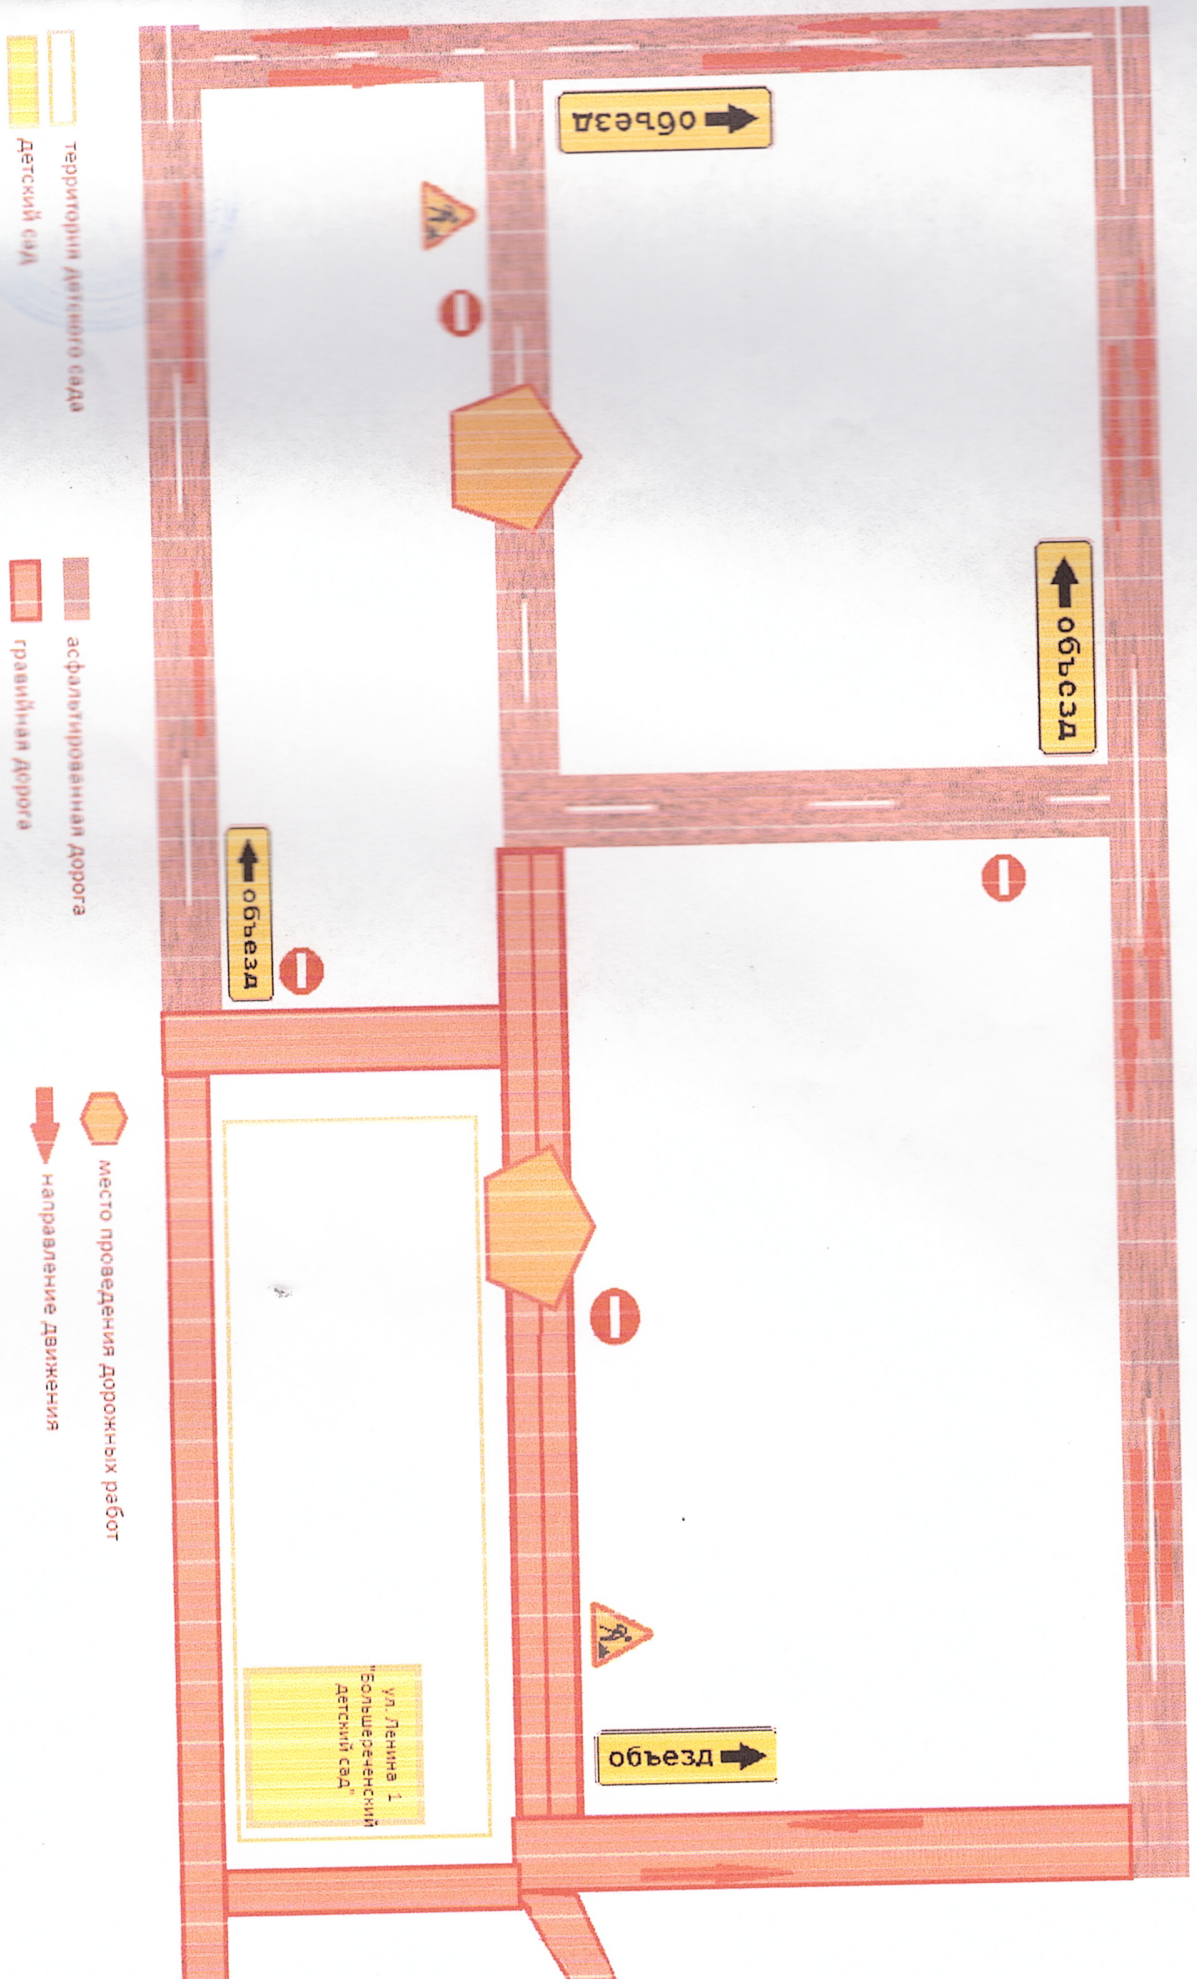 объезд
объезд
объезд
объезд
ул. Ленина 1
"Большереченский
детский сад"
территория детского сада
детский сад
асфальтированная дорога
гравийная дорога
место проведения дорожных работ
направление движения